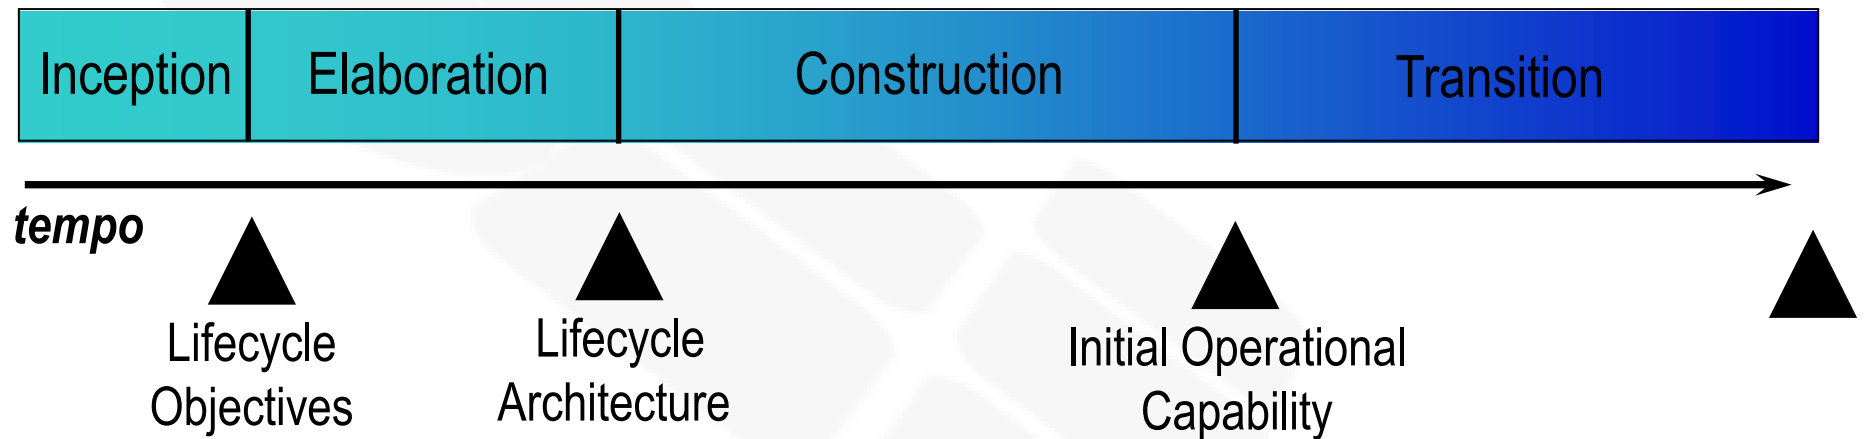 Inception
Elaboration
Construction
Transition
tempo
Lifecycle
Objectives
Lifecycle
Architecture
Initial Operational
Capability